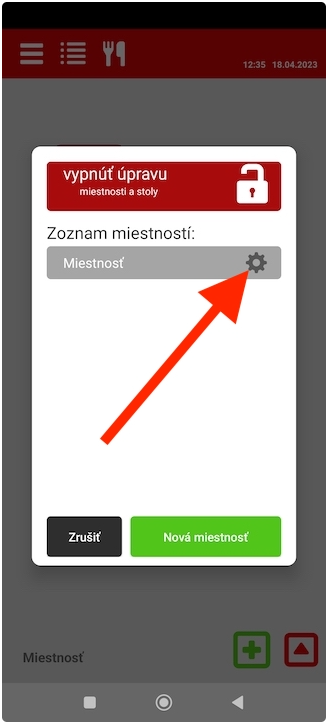 12:35 18.04.2023
vypnúť úpravu
miestnosti a stoly
Zoznam miestností:
Miestnosť
Zrušiť
Nová miestnosť
Miestnosť